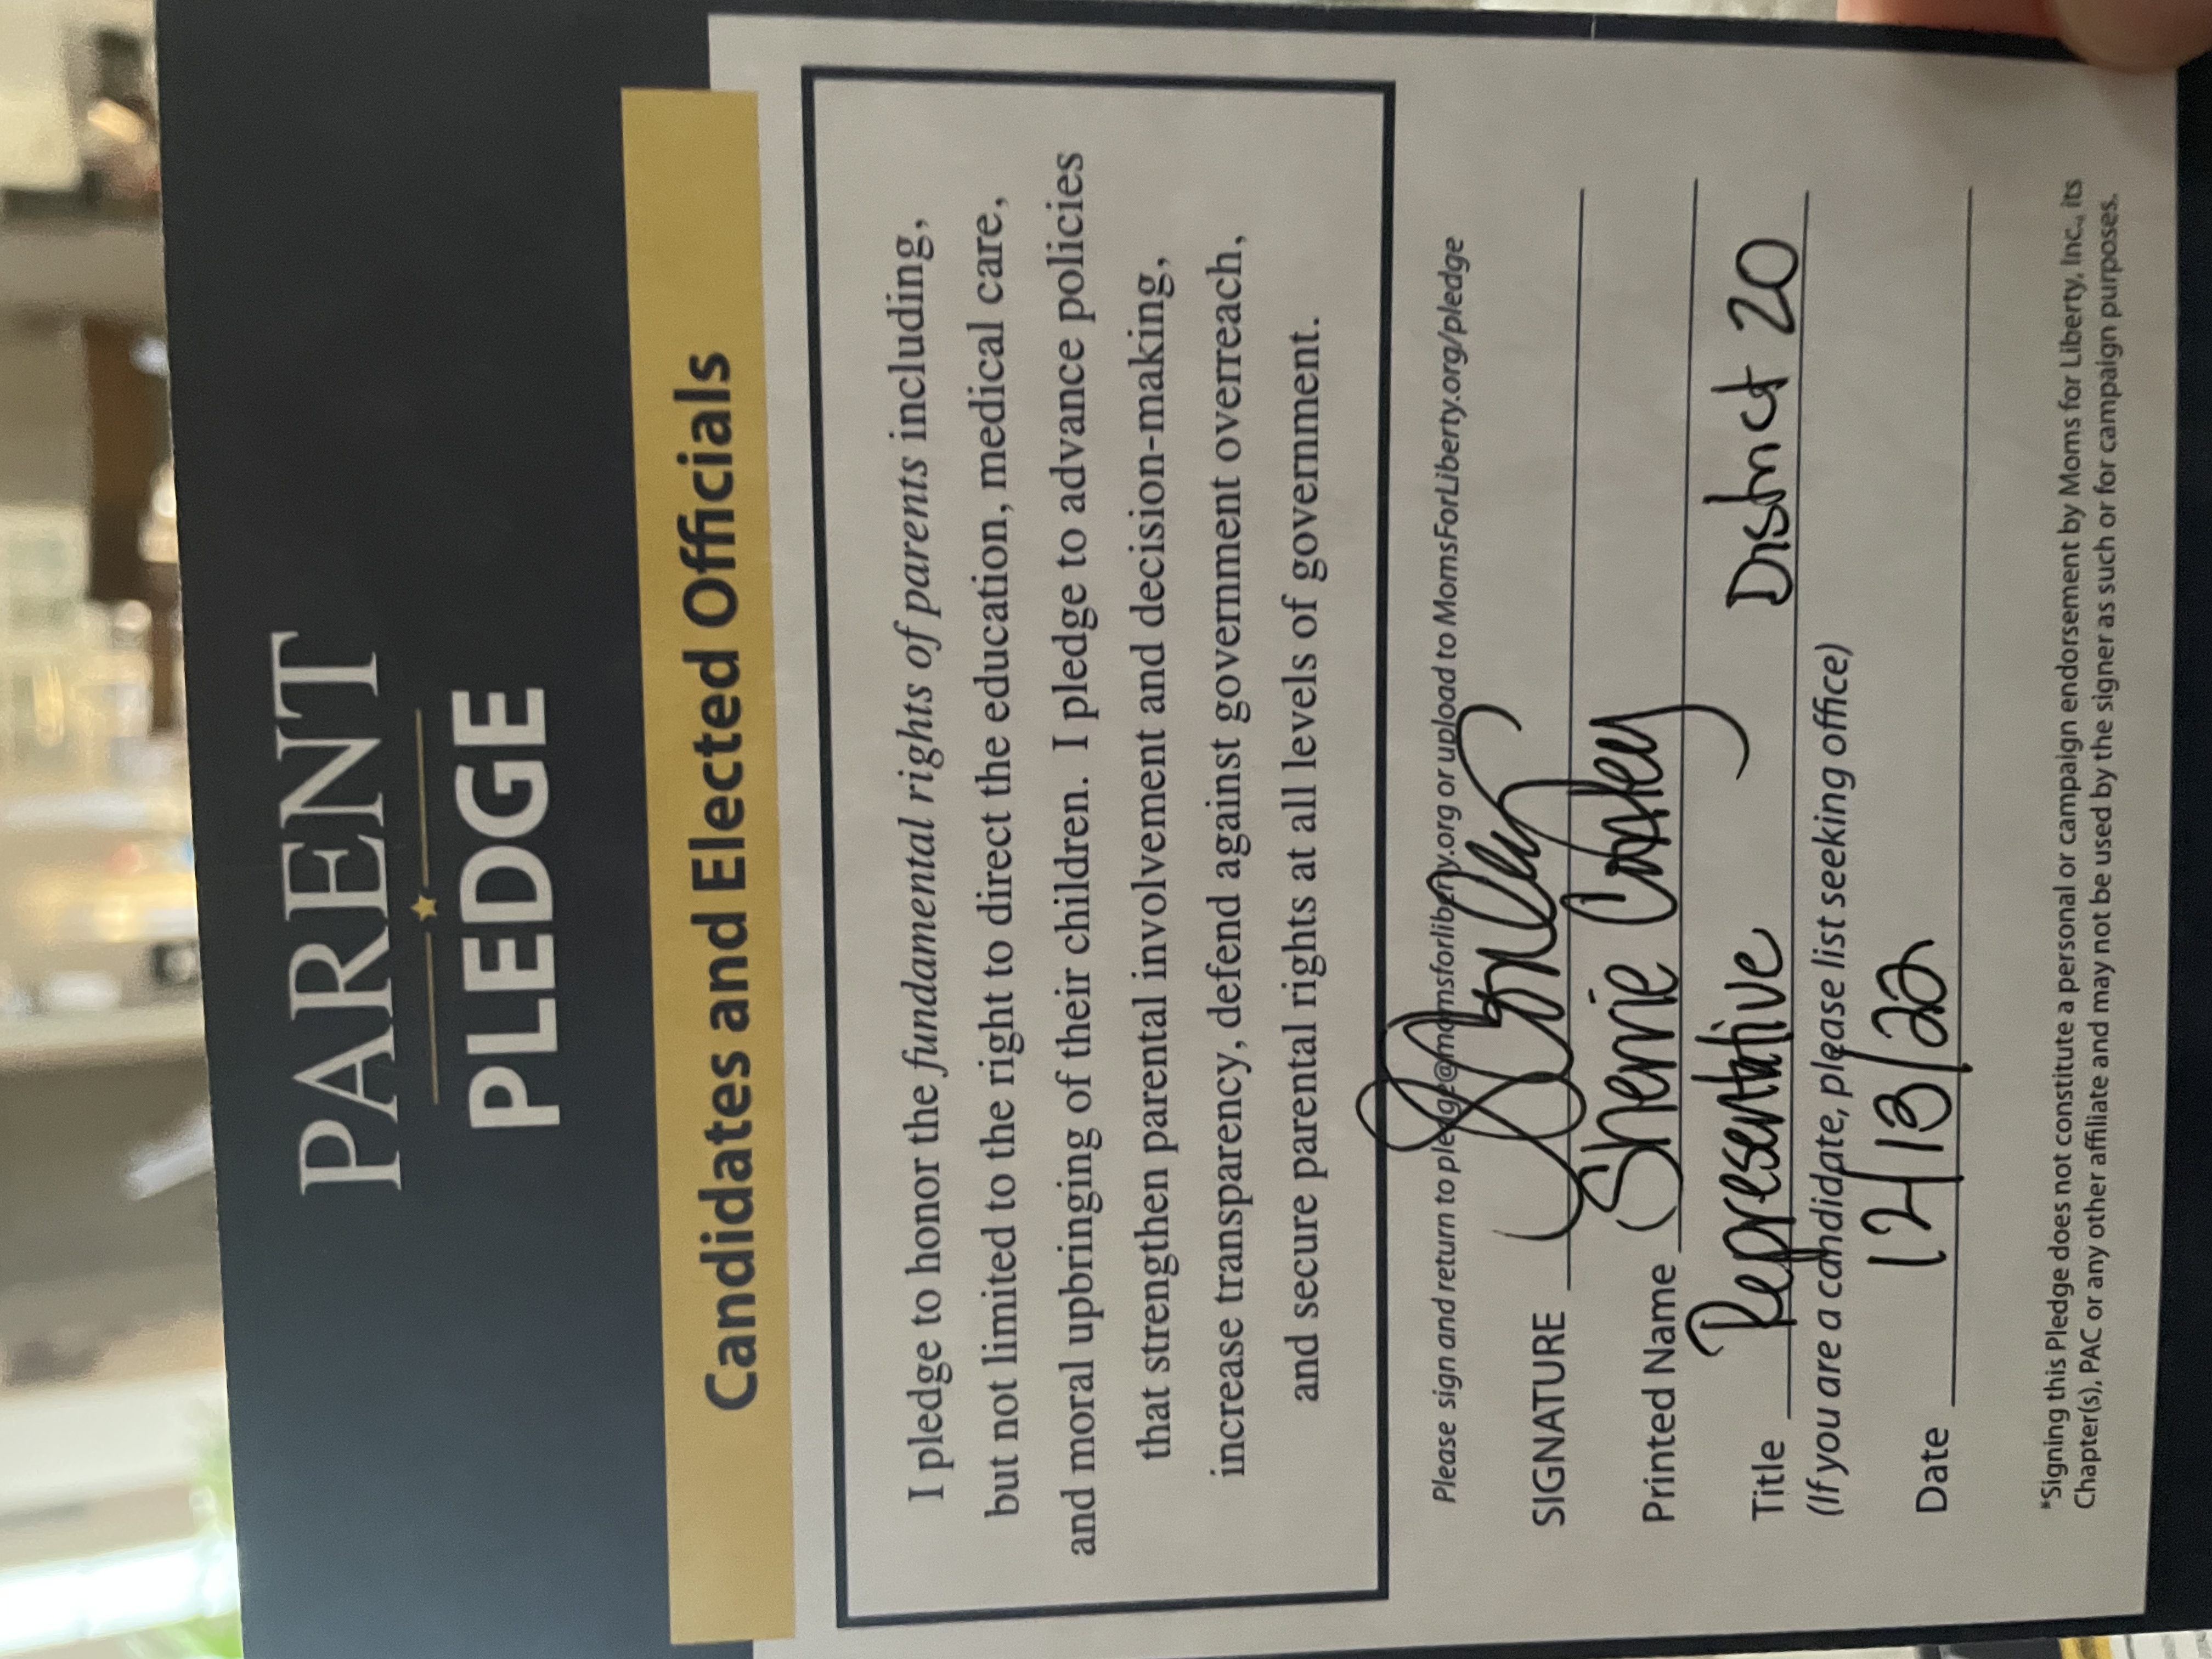 PARENT
PLEDGE
Candidates and Elected Officials
I pledge to honor the fundamental rights of parents including,
but not limited to the right to direct the education, medical care,
and moral upbringing of their children. I pledge to advance policies
that strengthen parental involvement and decision-making,
increase transparency, defend against government overreach,
and secure parental rights at all levels of government.
Please sign and return to pledge@momsforliberty.org or upload to MomsForLiberty.org/pledge
SIGNATURE
Printed Name Sherrie Conley
Title Representative District 20
(If you are a candidate, please list seeking office)
Date 12/13/22
*Signing this Pledge does not constitute a personal or campaign endorsement by Moms for Liberty, Inc., its
Chapter(s), PAC or any other affiliate and may not be used by the signer as such or for campaign purposes.